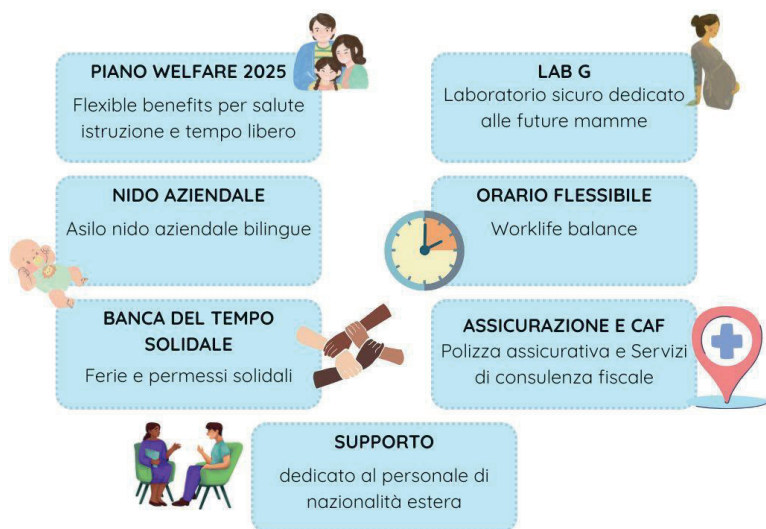 PIANO WELFARE 2025
Flexible benefits per salute
istruzione e tempo libero
LAB G
Laboratorio sicuro dedicato
alle future mamme
NIDO AZIENDALE
Asilo nido aziendale bilingue
ORARIO FLESSIBILE
Worklife balance
BANCA DEL TEMPO
SOLIDALE
Ferie e permessi solidali
ASSICURAZIONE E CAF
Polizza assicurativa e Servizi
di consulenza fiscale
SUPPORTO
dedicato al personale di
nazionalità estera